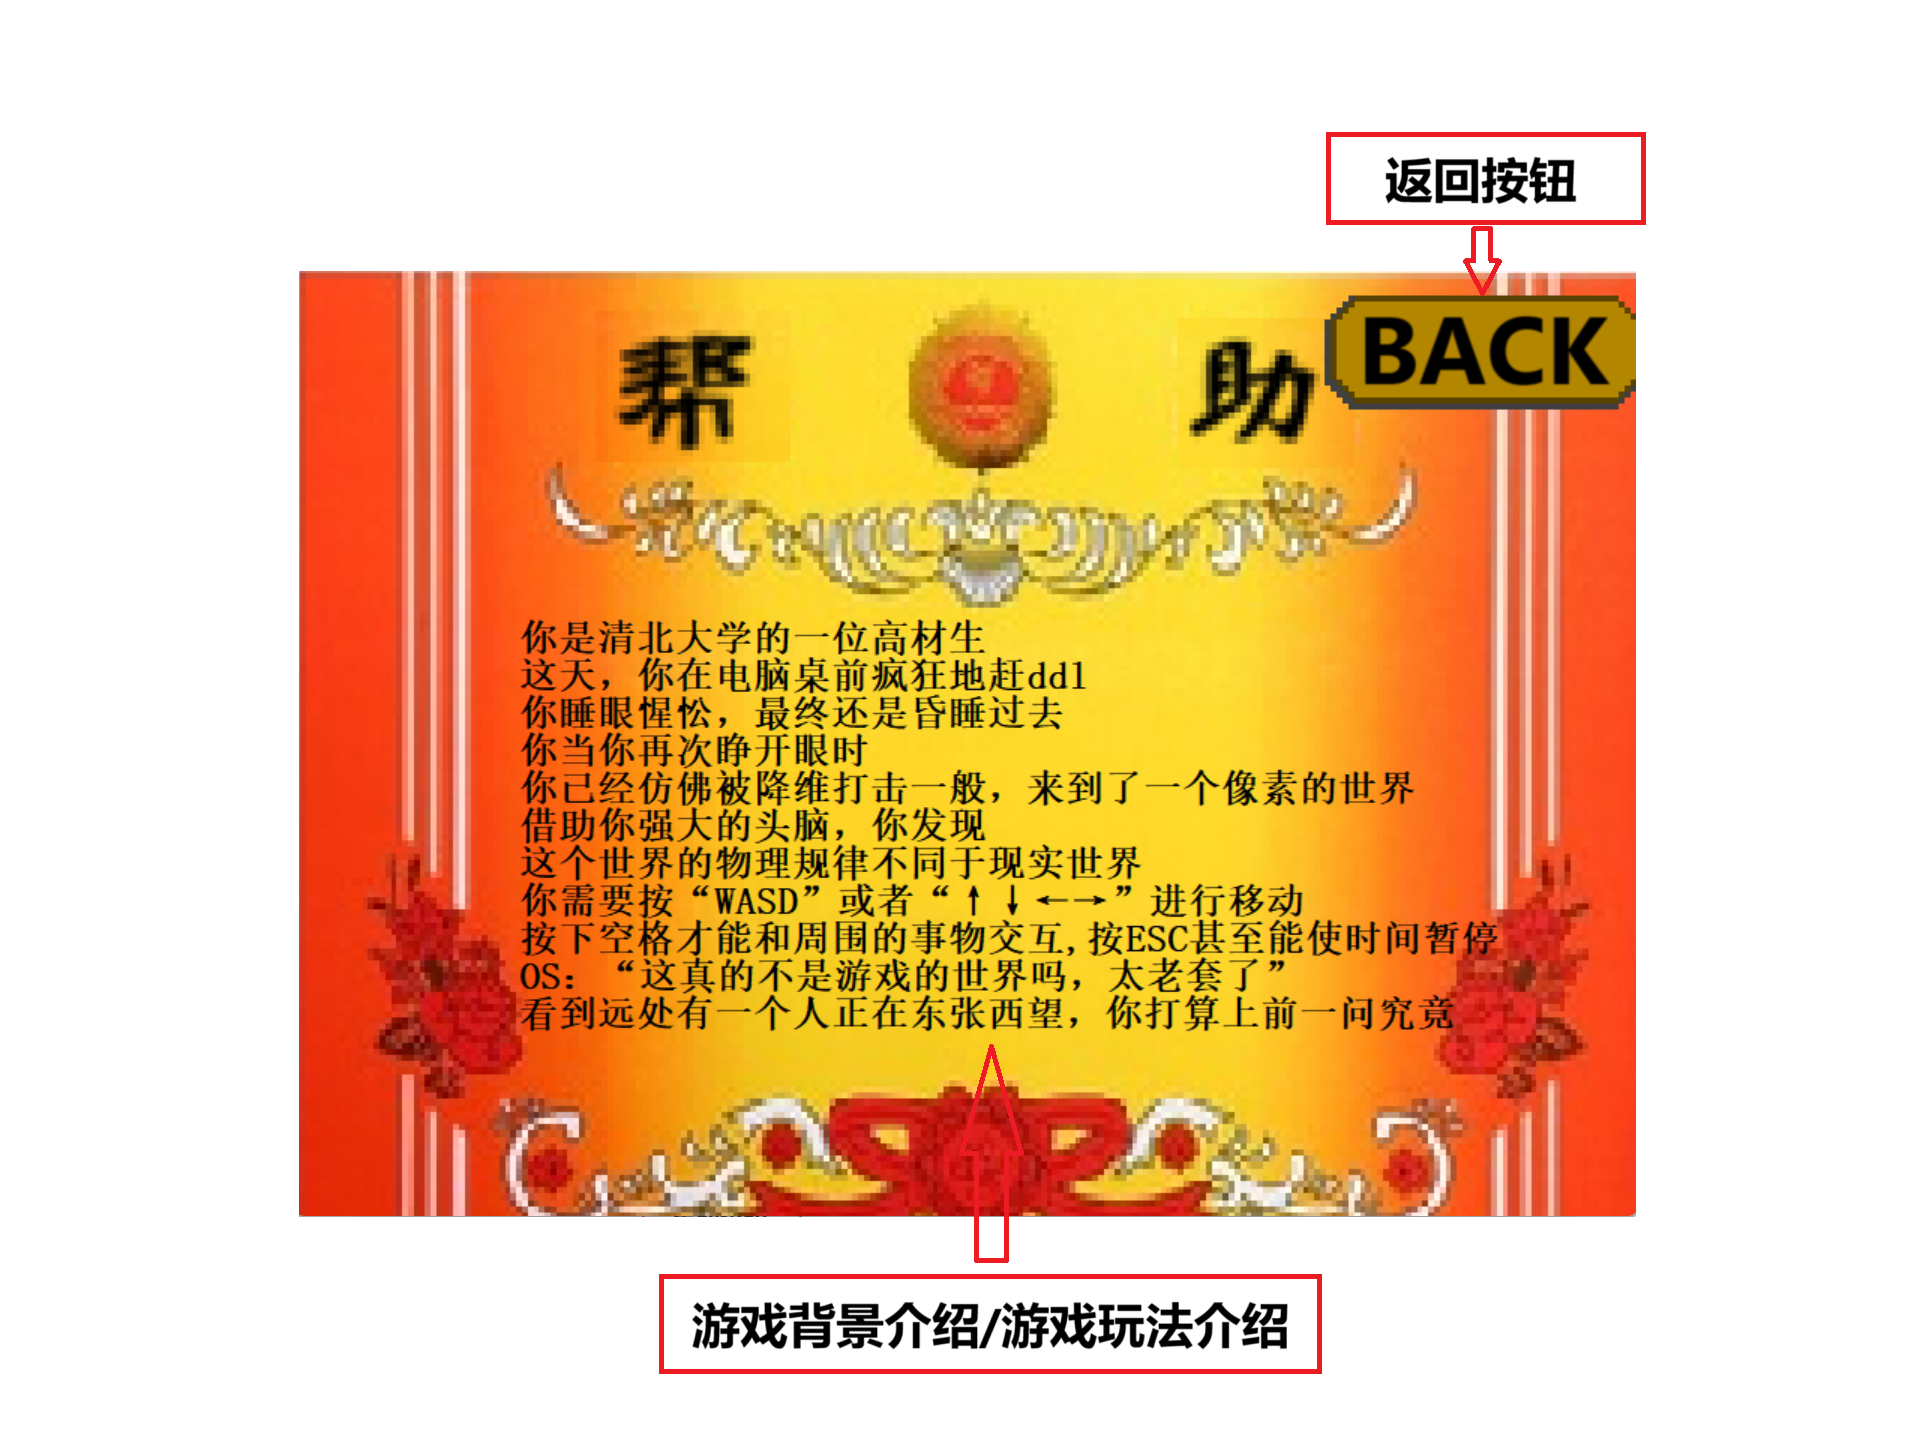 返回按钮
帮 助
BACK
你是清北大学的一位高材生
这天，你在电脑桌前疯狂地赶ddl
你睡眼惺忪，最终还是昏睡过去
你当你再次睁开眼时
你已经仿佛被降维打击一般，来到了一个像素的世界
借助你强大的头脑，你发现
这个世界的物理规律不同于现实世界
你需要按“WASD”或者“↑↓←→”进行移动
按下空格才能和周围的事物交互,按ESC甚至能使时间暂停
OS：“这真的不是游戏的世界吗，太老套了”
看到远处有一个人正在东张西望，你打算上前一问究竟
游戏背景介绍/游戏玩法介绍